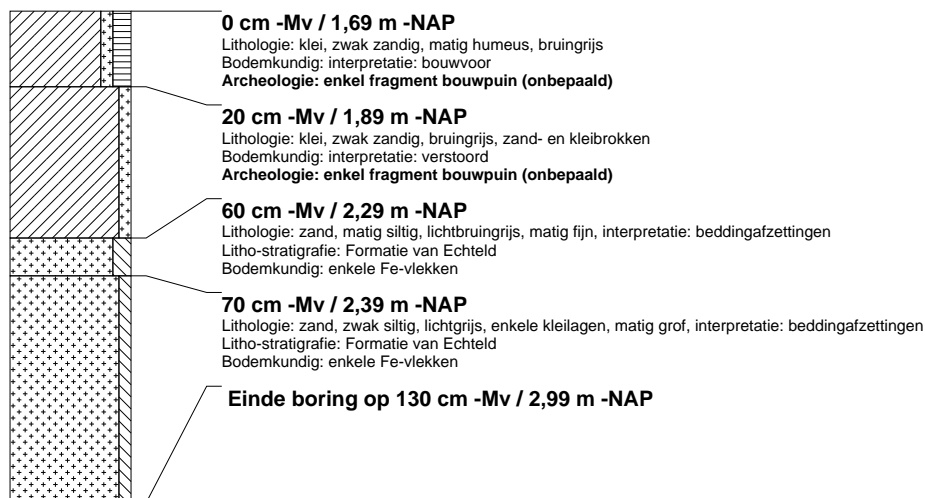 0 cm -Mv / 1,69 m -NAP
Lithologie: klei, zwak zandig, matig humeus, bruingrijs
Bodemkundig: interpretatie: bouwvoor
Archeologie: enkel fragment bouwpuin (onbepaald)
20 cm -Mv / 1,89 m -NAP
Lithologie: klei, zwak zandig, bruingrijs, zand- en kleibrokken
Bodemkundig: interpretatie: verstoord
Archeologie: enkel fragment bouwpuin (onbepaald)
60 cm -Mv / 2,29 m -NAP
Lithologie: zand, matig siltig, lichtbruingrijs, matig fijn, interpretatie: beddingafzettingen
Litho-stratigrafie: Formatie van Echteld
Bodemkundig: enkele Fe-vlekken
70 cm -Mv / 2,39 m -NAP
Lithologie: zand, zwak siltig, lichtgrijs, enkele kleilagen, matig grof, interpretatie: beddingafzettingen
Litho-stratigrafie: Formatie van Echteld
Bodemkundig: enkele Fe-vlekken
Einde boring op 130 cm -Mv / 2,99 m -NAP